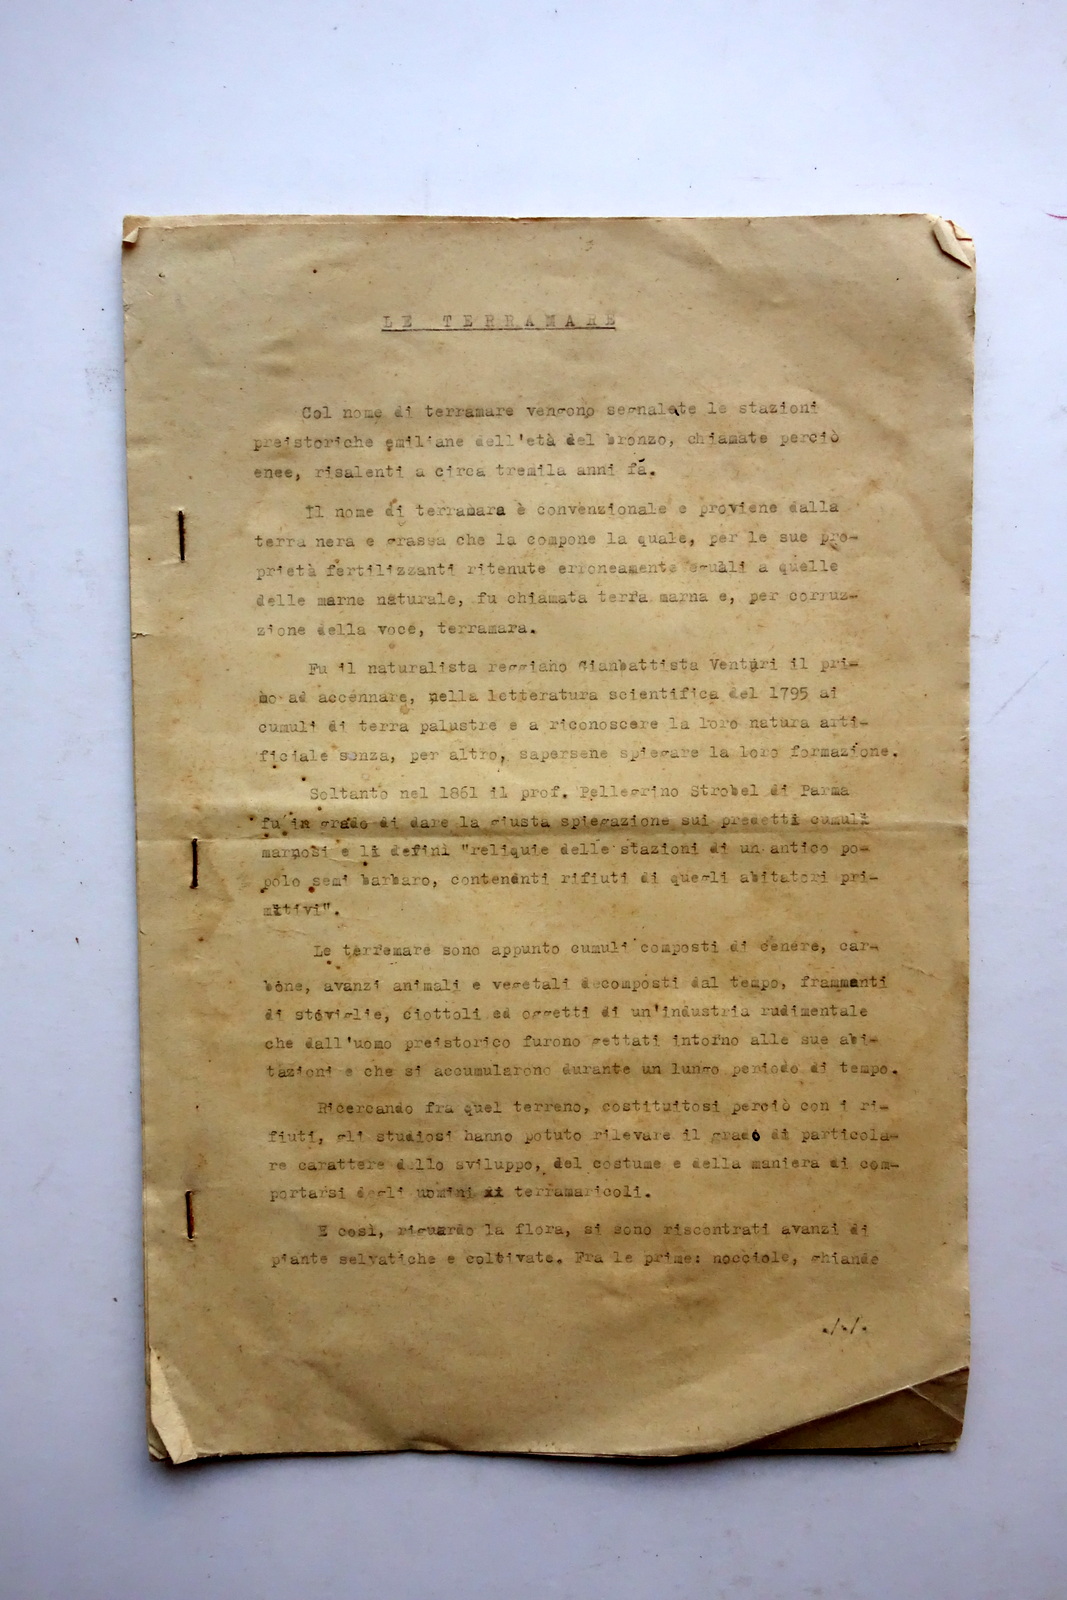 LE TERRAMARE
Col nome di terramare vengono segnalate le stazioni
preistoriche emiliane dell'età del bronzo, chiamate perciò
enee, risalenti a circa tremila anni fà.
Il nome di terramara è convenzionale e proviene dalla
terra nera e grassa che la compone la quale, per le sue pro-
prietà fertilizzanti ritenute erroneamente eguali a quelle
delle marne naturale, fu chiamata terra marna e, per corruz-
zione della voce, terramara.
Fu il naturalista reggiano Gianbattista Venturi il pri-
mo ad accennare, nella letteratura scientifica del 1795 ai
cumuli di terra palustre e a riconoscere la loro natura arti-
ficiale senza, per altro, sapersene spiegare la loro formazione.
Soltanto nel 1861 il prof. Pellegrino Strobel di Parma
fu in grado di dare la giusta spiegazione sui predetti cumuli
marnosi e li definì "reliquie delle stazioni di un antico po-
polo semi barbaro, contenenti rifiuti di quegli abitatori pri-
mitivi".
Le terremare sono appunto cumuli composti di cenere, car-
bone, avanzi animali e vegetali decomposti dal tempo, frammenti
di stoviglie, ciottoli ed oggetti di un'industria rudimentale
che dall'uomo preistorico furono gettati intorno alle sue abi-
tazioni e che si accumularono durante un lungo periodo di tempo.
Ricercando fra quel terreno, costituitosi perciò con i ri-
fiuti, gli studiosi hanno potuto rilevare il grado di particola-
re carattere dello sviluppo, del costume e della maniera di com-
portarsi degli uomini terramaricoli.
E così, riguardo la flora, si sono riscontrati avanzi di
piante selvatiche e coltivate. Fra le prime: nocciole, ghiande
./·/.